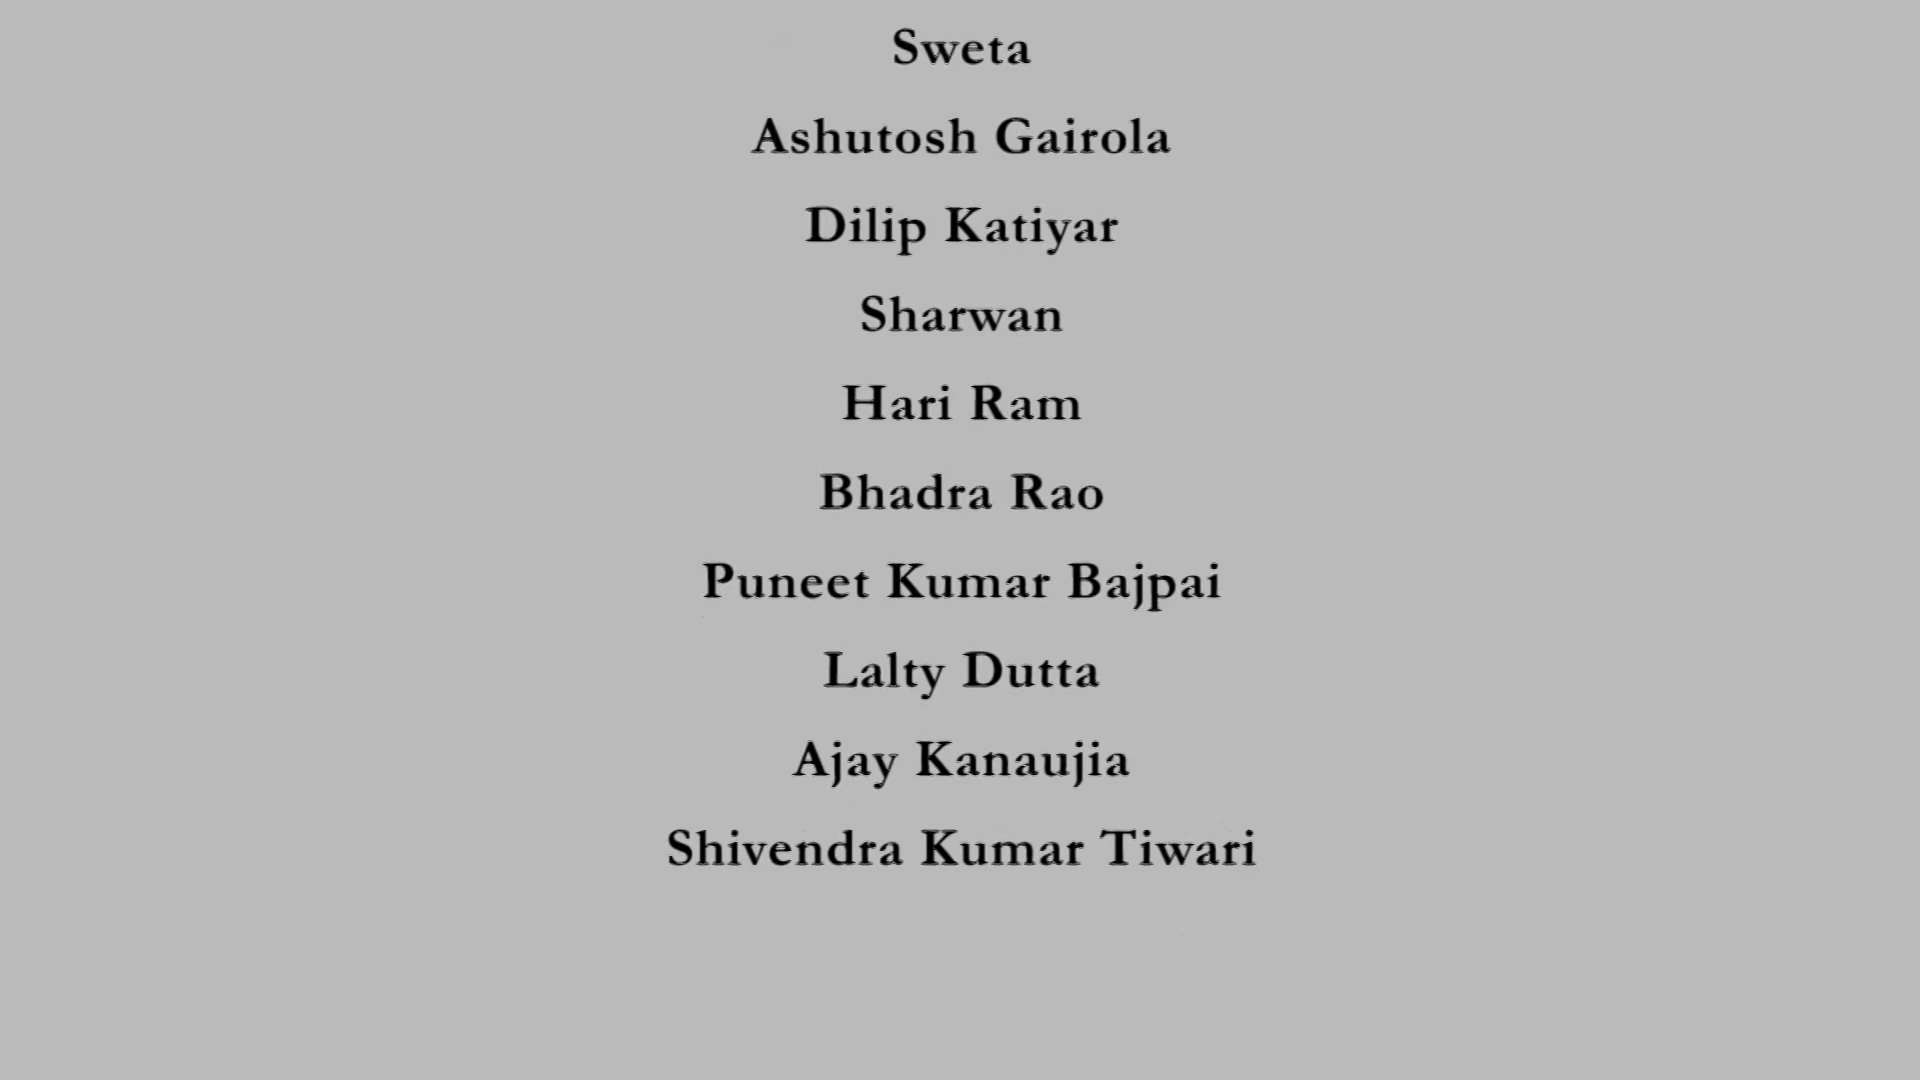 Sweta
Ashutosh Gairola
Dilip Katiyar
Sharwan
Hari Ram
Bhadra Rao
Puneet Kumar Bajpai
Lalty Dutta
Ajay Kanaujia
Shivendra Kumar Tiwari